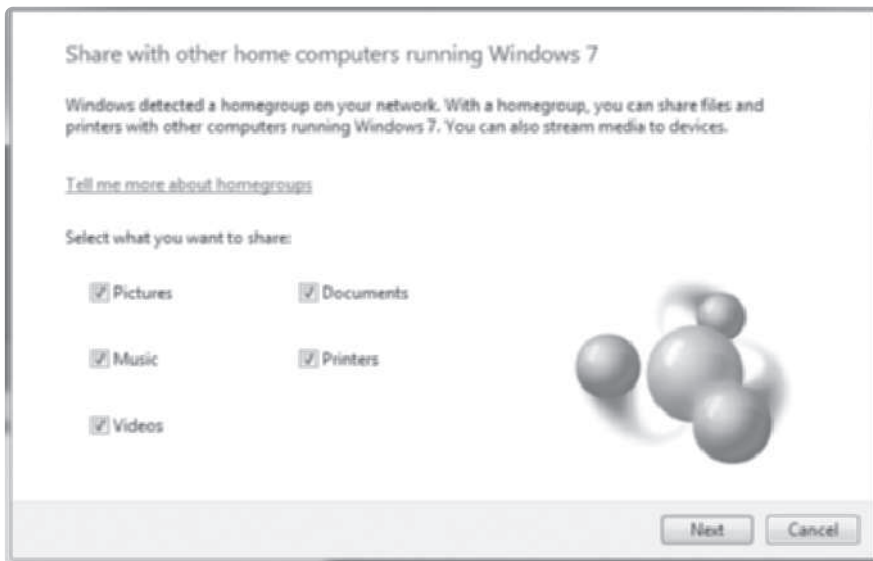 Share with other home computers running Windows 7
Windows detected a homegroup on your network. With a homegroup, you can share files and
printers with other computers running Windows 7. You can also stream media to devices.
Tell me more about homegroups
Select what you want to share:
Pictures
Documents
Music
Printers
Videos
Next
Cancel